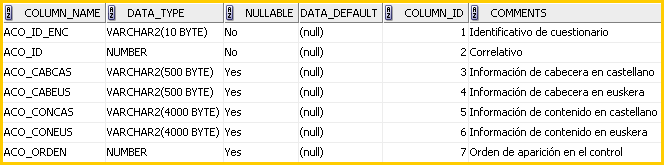 COLUMN_NAME DATA_TYPE NULLABLE DATA_DEFAULT COLUMN_ID COMMENTS
ACO_ID_ENC VARCHAR2(10 BYTE) No (null) 1 Identificativo de cuestionario
ACO_ID NUMBER No (null) 2 Correlativo
ACO_CABCAS VARCHAR2(500 BYTE) Yes (null) 3 Información de cabecera en castellano
ACO_CABEUS VARCHAR2(500 BYTE) Yes (null) 4 Información de cabecera en euskera
ACO_CONCAS VARCHAR2(4000 BYTE) Yes (null) 5 Información de contenido en castellano
ACO_CONEUS VARCHAR2(4000 BYTE) Yes (null) 6 Información de contenido en euskera
ACO_ORDEN NUMBER Yes (null) 7 Orden de aparición en el control